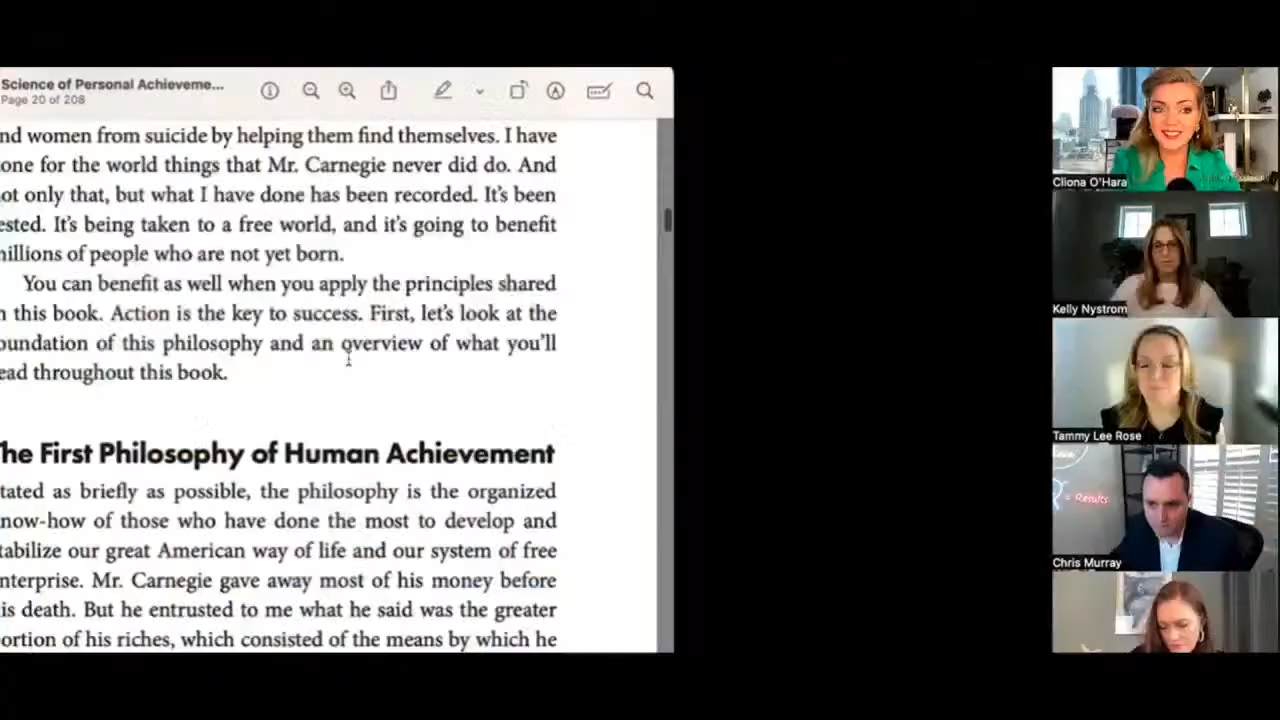 Science of Personal Achieveme...
Page 20 of 208
nd women from suicide by helping them find themselves. I have
one for the world things that Mr. Carnegie never did do. And
ot only that, but what I have done has been recorded. It's been
ested. It's being taken to a free world, and it's going to benefit
illions of people who are not yet born.
You can benefit as well when you apply the principles shared
n this book. Action is the key to success. First, let's look at the
oundation of this philosophy and an overview of what you'll
ead throughout this book.
The First Philosophy of Human Achievement
tated as briefly as possible, the philosophy is the organized
now-how of those who have done the most to develop and
tabilize our great American way of life and our system of free
nterprise. Mr. Carnegie gave away most of his money before
is death. But he entrusted to me what he said was the greater
ortion of his riches, which consisted of the means by which he
Cliona O'Hara
Kelly Nystrom
Tammy Lee Rose
= Results
Chris Murray